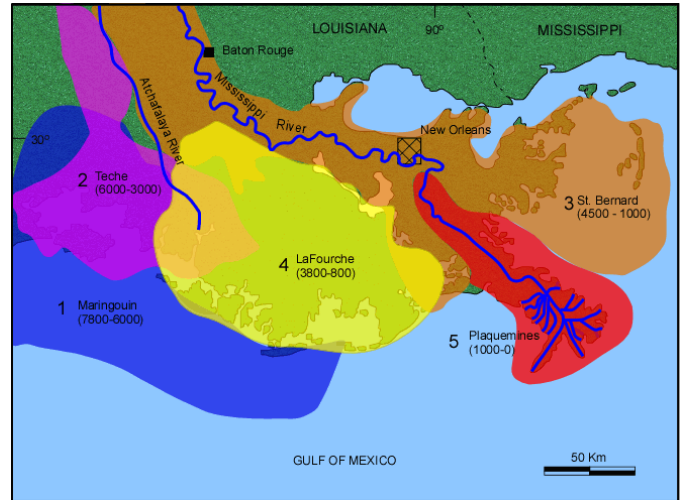 LOUISIANA
90°
MISSISSIPPI
Baton Rouge
Mississippi
River
Atchafalaya River
New Orleans
30°
2 Teche
(6000-3000)
3 St. Bernard
(4500 - 1000)
4 LaFourche
(3800-800)
1 Maringouin
(7800-6000)
5 Plaquemines
(1000-0)
GULF OF MEXICO
50 Km